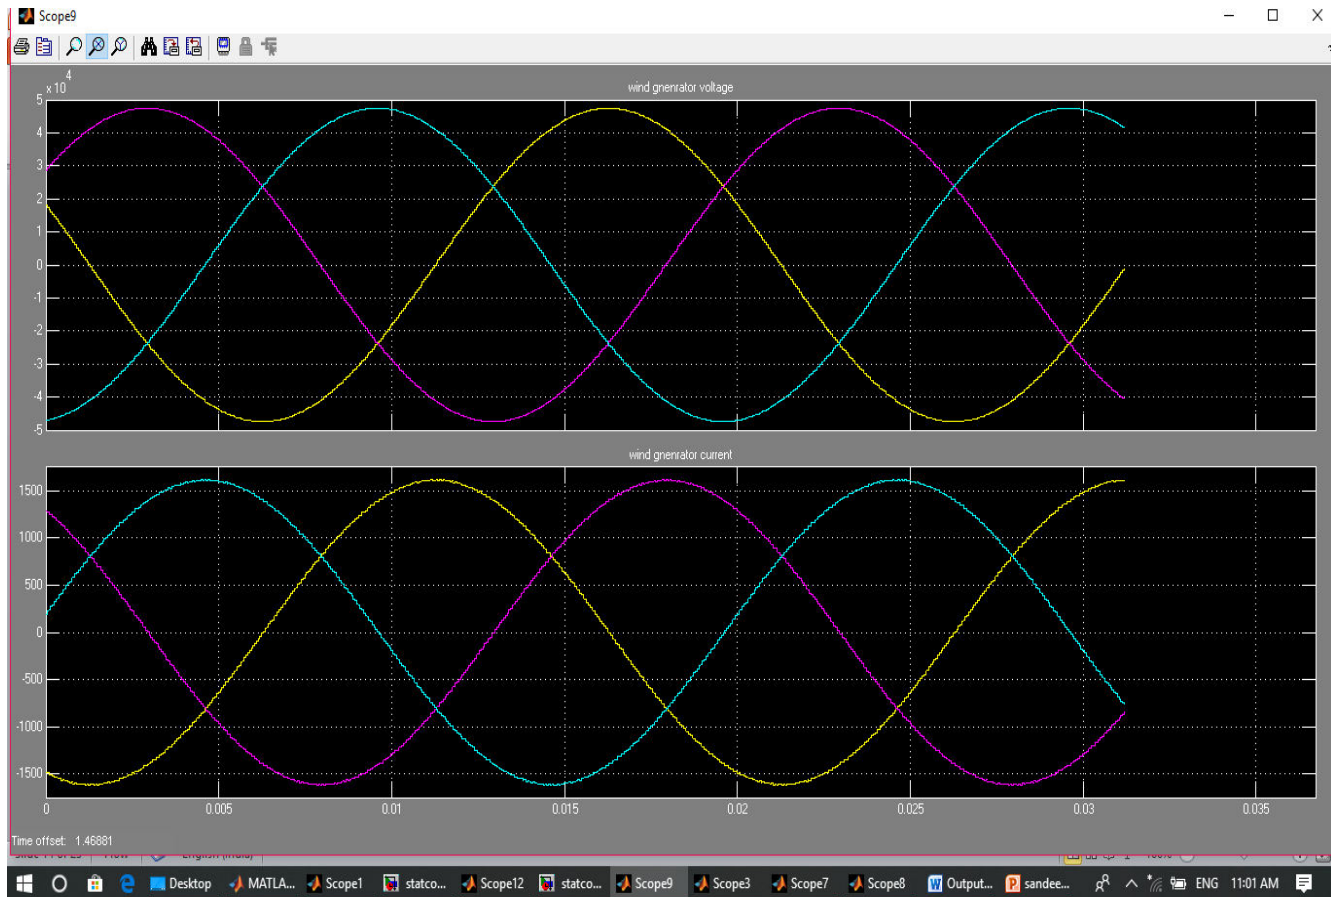 Scope9
x 10
4
wind gnenrator voltage
5
4
3
2
1
0
-1
-2
-3
-4
-5
wind gnenrator current
1500
1000
500
0
-500
-1000
-1500
0 0.005 0.01 0.015 0.02 0.025 0.03 0.035
Time offset: 1.46881
English (India)
Desktop MATLA... Scope1 statco... Scope12 statco... Scope9 Scope3 Scope7 Scope8 Output... sandee... ENG 11:01 AM